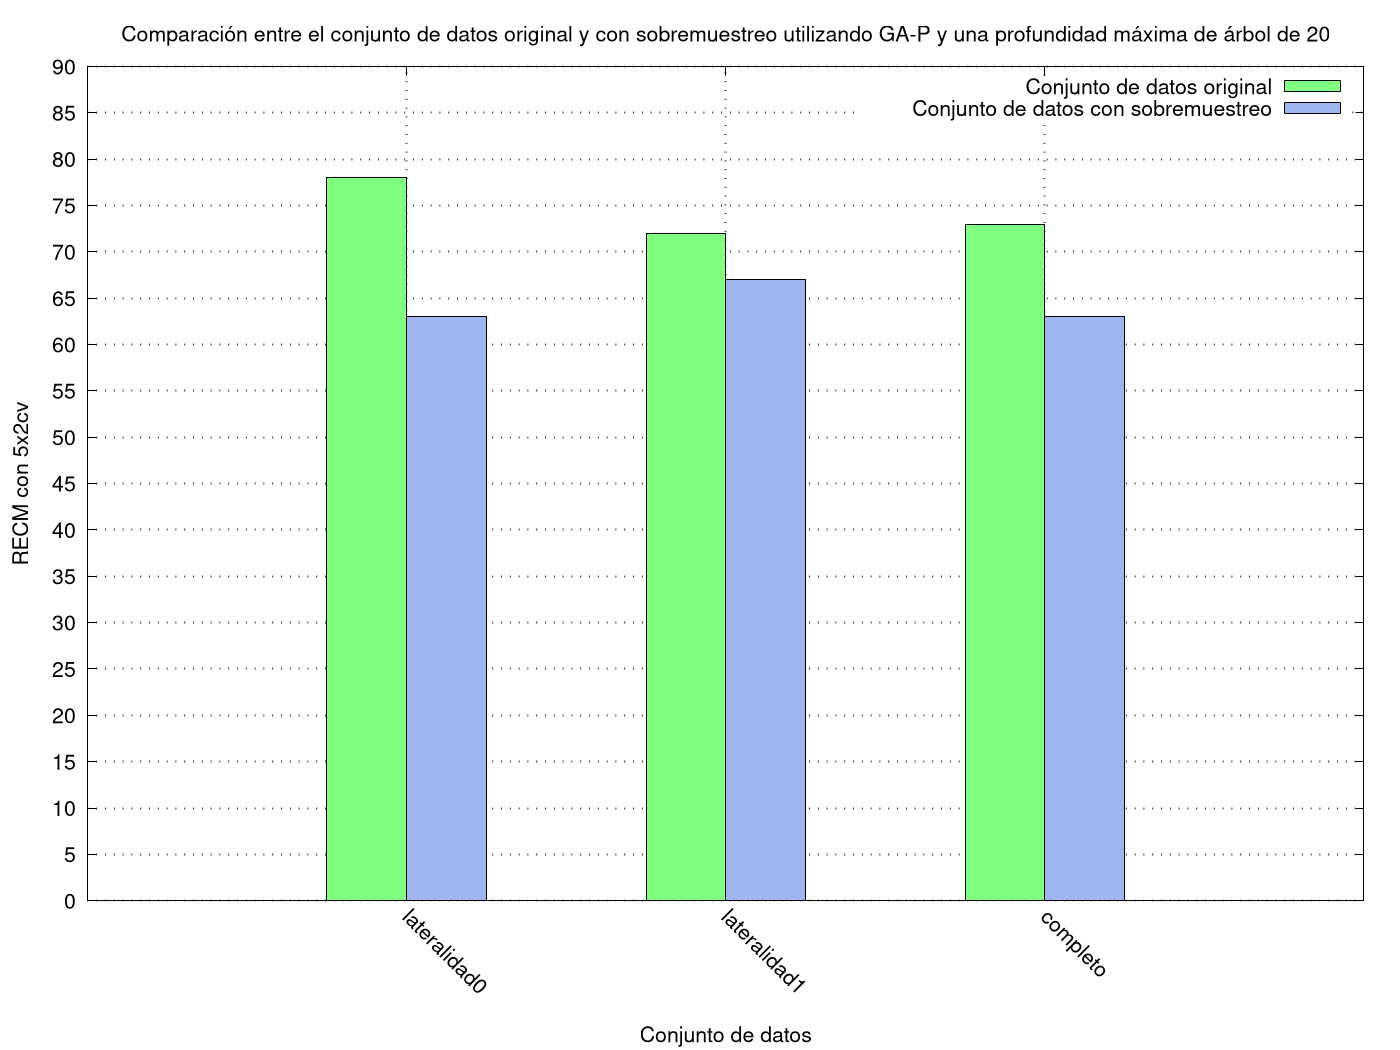 Comparación entre el conjunto de datos original y con sobremuestreo utilizando GA-P y una profundidad máxima de árbol de 20
Conjunto de datos original
Conjunto de datos con sobremuestreo
90
85
80
75
70
65
60
55
50
45
40
35
30
25
20
15
10
5
0
RECM con 5x2cv
lateralidad0
lateralidad1
completo
Conjunto de datos